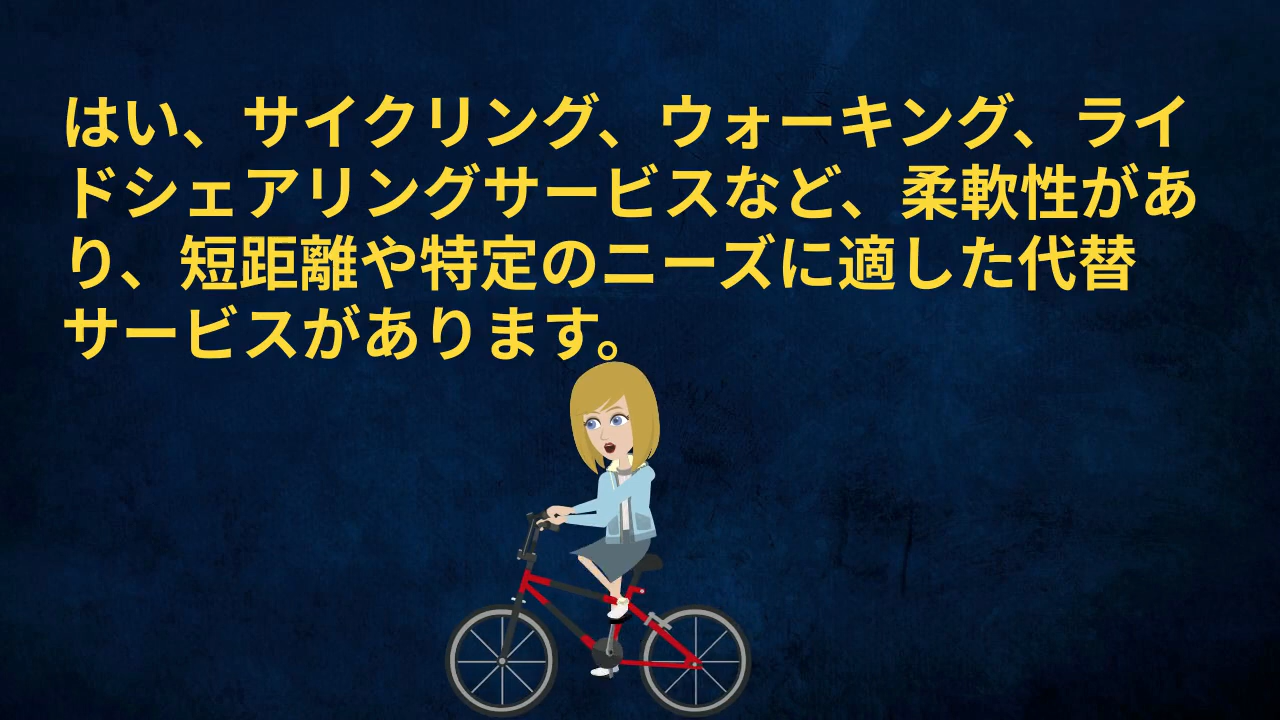 はい、サイクリング、ウォーキング、ライ
ドシェアリングサービスなど、柔軟性があ
り、短距離や特定のニーズに適した代替
サービスがあります。